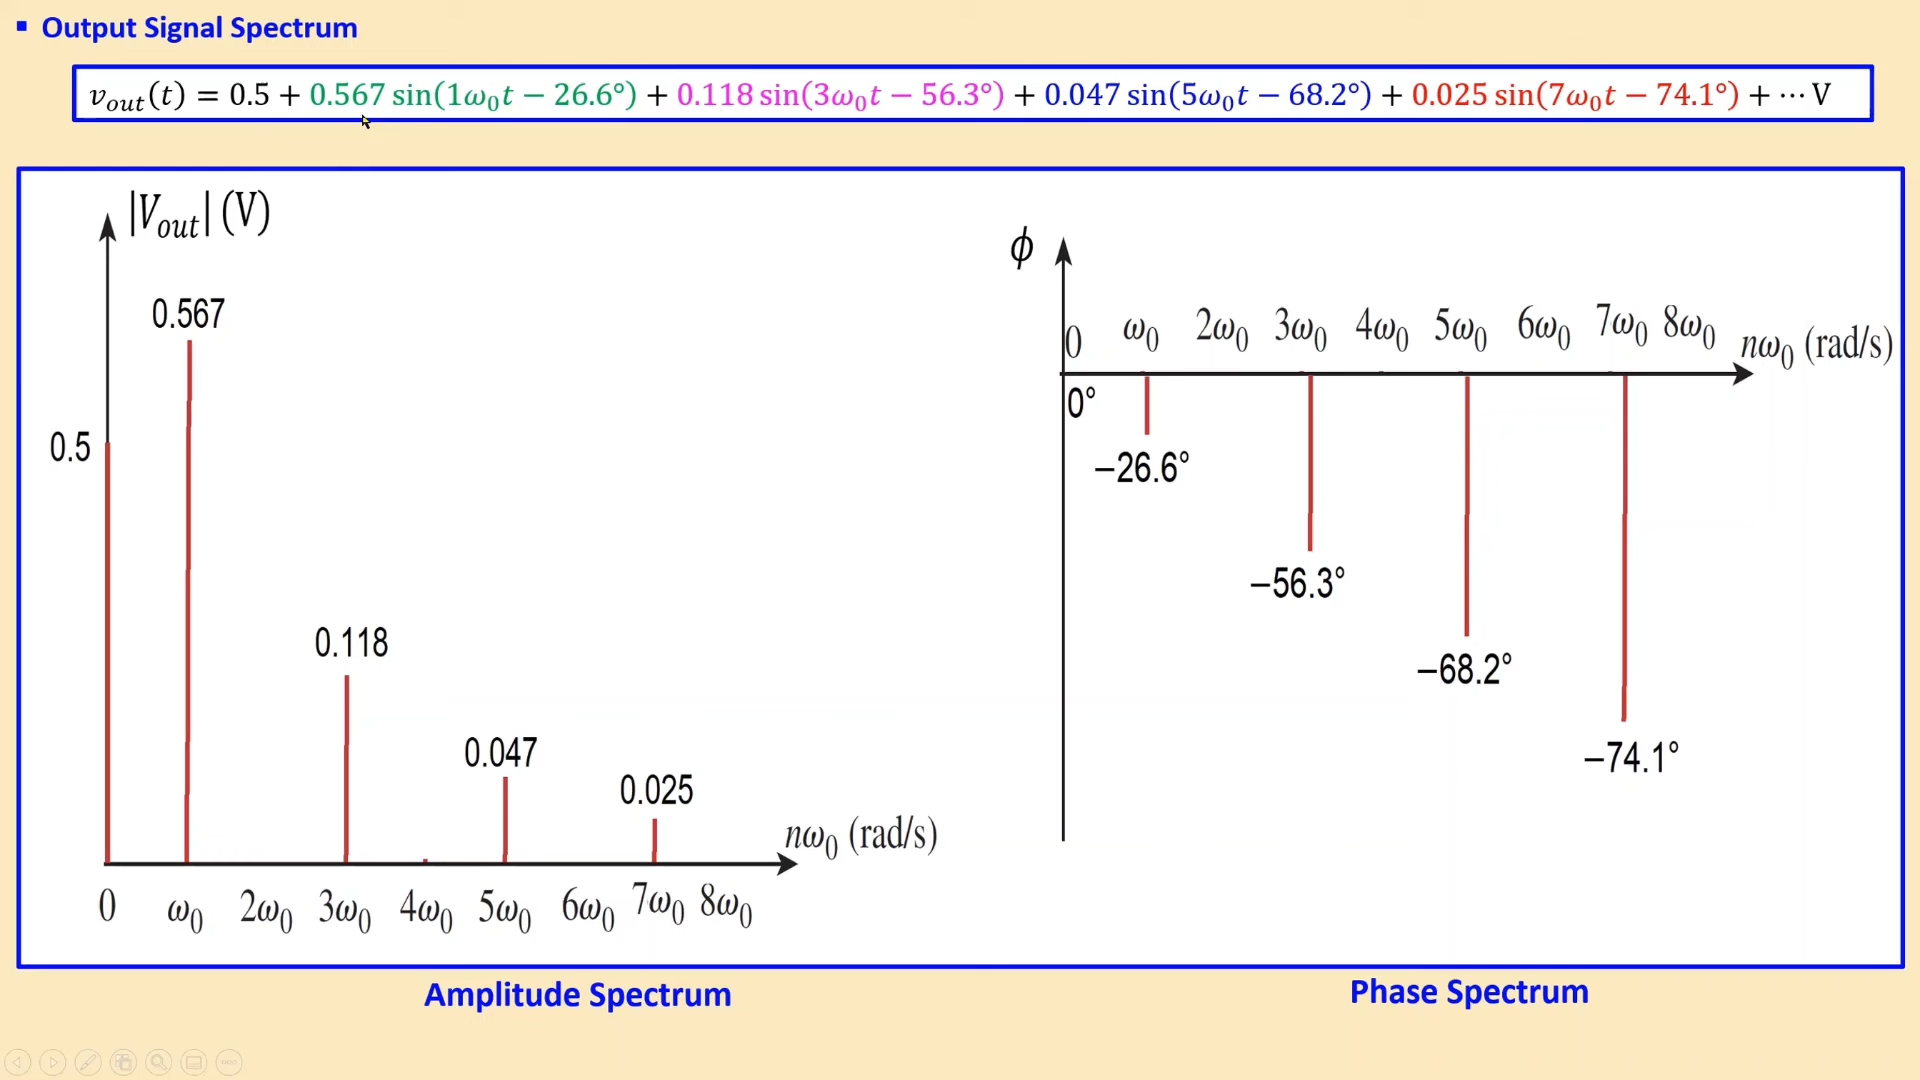 ▪ Output Signal Spectrum
v_out(t) = 0.5 + 0.567 sin(1ω₀t − 26.6°) + 0.118 sin(3ω₀t − 56.3°) + 0.047 sin(5ω₀t − 68.2°) + 0.025 sin(7ω₀t − 74.1°) + ⋯ V
|V_out| (V)
0.567
0.5
0.118
0.047
0.025
nω₀ (rad/s)
0 ω₀ 2ω₀ 3ω₀ 4ω₀ 5ω₀ 6ω₀ 7ω₀ 8ω₀
Amplitude Spectrum
ϕ
0 ω₀ 2ω₀ 3ω₀ 4ω₀ 5ω₀ 6ω₀ 7ω₀ 8ω₀
nω₀ (rad/s)
0°
−26.6°
−56.3°
−68.2°
−74.1°
Phase Spectrum